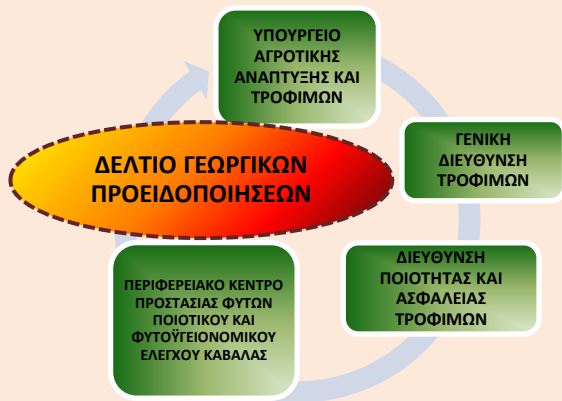 ΥΠΟΥΡΓΕΙΟ
ΑΓΡΟΤΙΚΗΣ
ΑΝΑΠΤΥΞΗΣ ΚΑΙ
ΤΡΟΦΙΜΩΝ
ΓΕΝΙΚΗ
ΔΙΕΥΘΥΝΣΗ
ΤΡΟΦΙΜΩΝ
ΔΕΛΤΙΟ ΓΕΩΡΓΙΚΩΝ
ΠΡΟΕΙΔΟΠΟΙΗΣΕΩΝ
ΔΙΕΥΘΥΝΣΗ
ΠΟΙΟΤΗΤΑΣ ΚΑΙ
ΑΣΦΑΛΕΙΑΣ
ΤΡΟΦΙΜΩΝ
ΠΕΡΙΦΕΡΕΙΑΚΟ ΚΕΝΤΡΟ
ΠΡΟΣΤΑΣΙΑΣ ΦΥΤΩΝ
ΠΟΙΟΤΙΚΟΥ ΚΑΙ
ΦΥΤΟΫΓΕΙΟΝΟΜΙΚΟΥ
ΕΛΕΓΧΟΥ ΚΑΒΑΛΑΣ